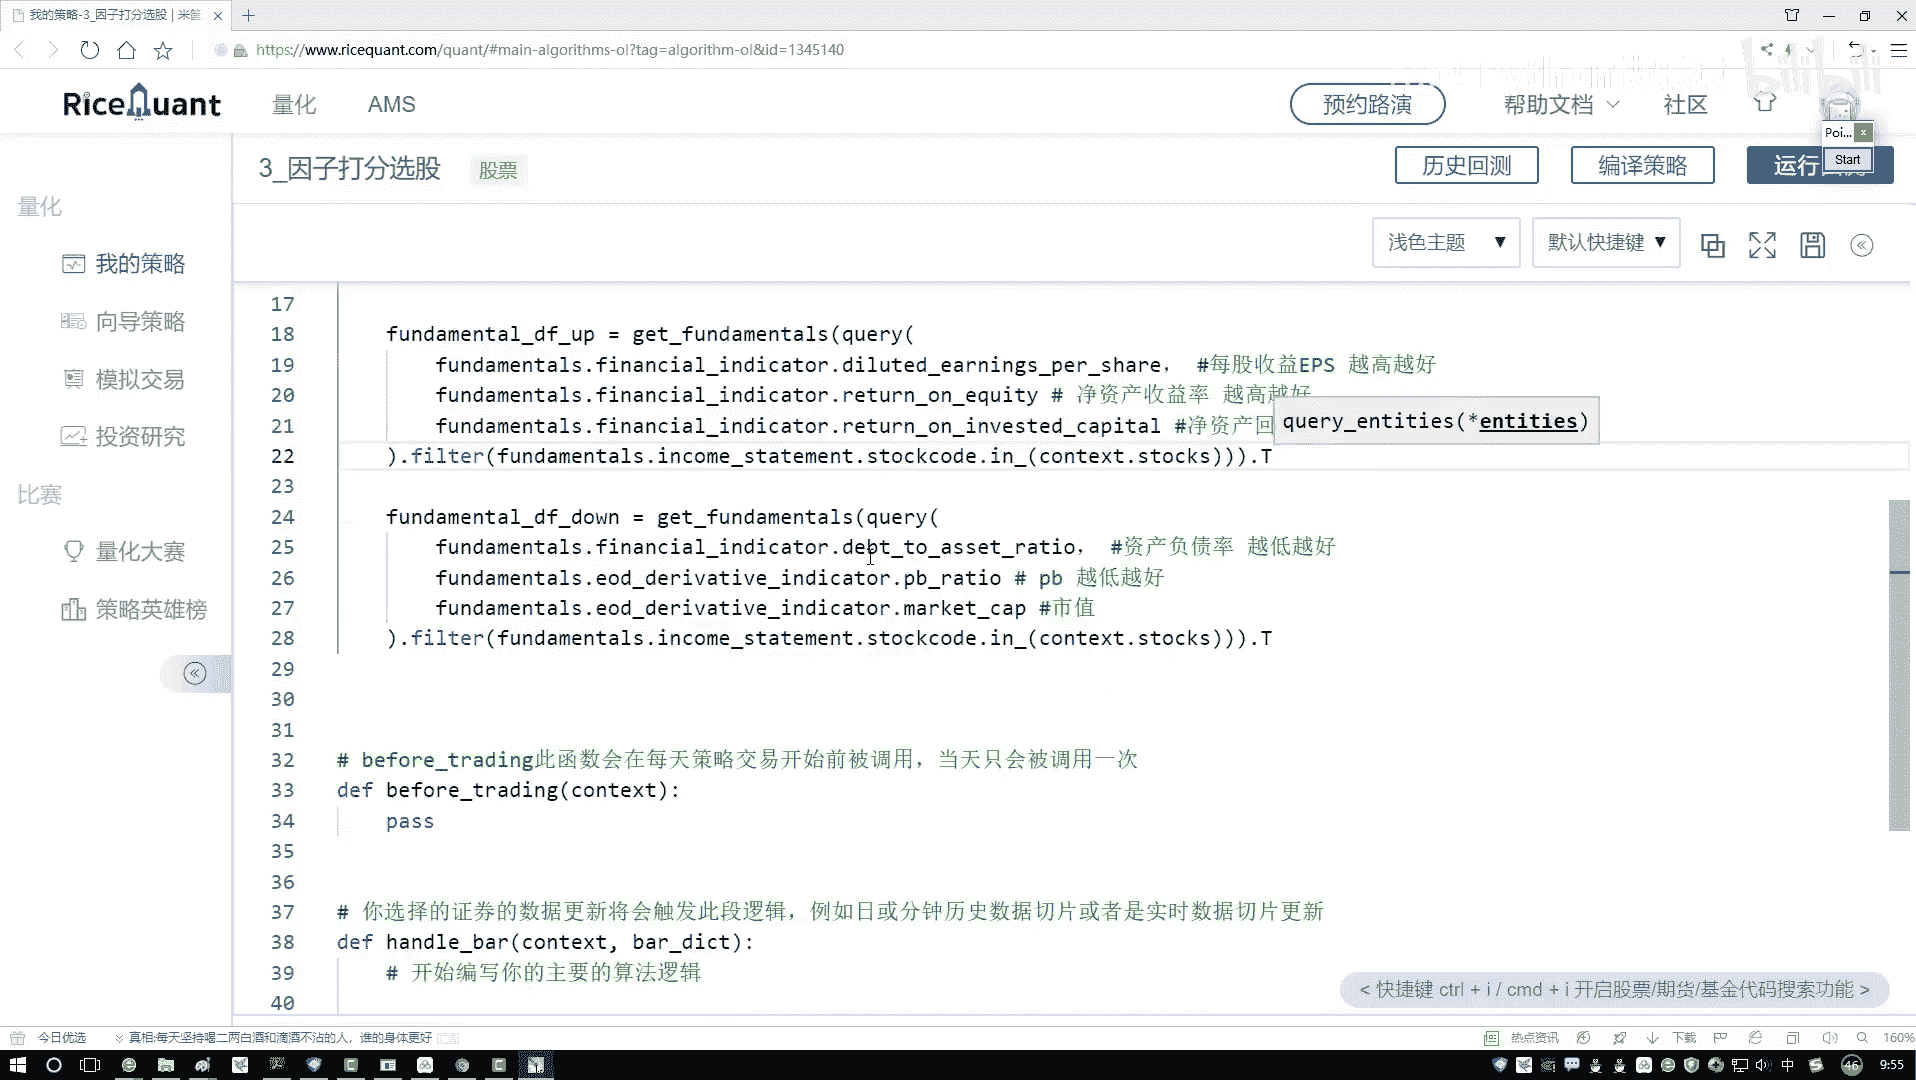 我的策略-3_因子打分选股 | 米筐
https://www.ricequant.com/quant/#main-algorithms-ol?tag=algorithm-ol&id=1345140
RiceQuant
量化
AMS
预约路演
帮助文档
社区
bilibili
Poi...
Start
3_因子打分选股
股票
历史回测
编译策略
运行
浅色主题
默认快捷键
量化
我的策略
向导策略
模拟交易
投资研究
比赛
量化大赛
策略英雄榜
17
18 fundamental_df_up = get_fundamentals(query(
19 fundamentals.financial_indicator.diluted_earnings_per_share， #每股收益EPS 越高越好
20 fundamentals.financial_indicator.return_on_equity # 净资产收益率 越高越好
21 fundamentals.financial_indicator.return_on_invested_capital #净资产回
query_entities(*entities)
22 ).filter(fundamentals.income_statement.stockcode.in_(context.stocks))).T
23
24 fundamental_df_down = get_fundamentals(query(
25 fundamentals.financial_indicator.debt_to_asset_ratio， #资产负债率 越低越好
26 fundamentals.eod_derivative_indicator.pb_ratio # pb 越低越好
27 fundamentals.eod_derivative_indicator.market_cap #市值
28 ).filter(fundamentals.income_statement.stockcode.in_(context.stocks))).T
29
30
31
32 # before_trading此函数会在每天策略交易开始前被调用，当天只会被调用一次
33 def before_trading(context):
34 pass
35
36
37 # 你选择的证券的数据更新将会触发此段逻辑，例如日或分钟历史数据切片或者是实时数据切片更新
38 def handle_bar(context, bar_dict):
39 # 开始编写你的主要的算法逻辑
40
< 快捷键 ctrl + i / cmd + i 开启股票/期货/基金代码搜索功能 >
今日优选
真相:每天坚持喝二两白酒和滴酒不沾的人，谁的身体更好
热点资讯
下载
160%
中
46
9:55